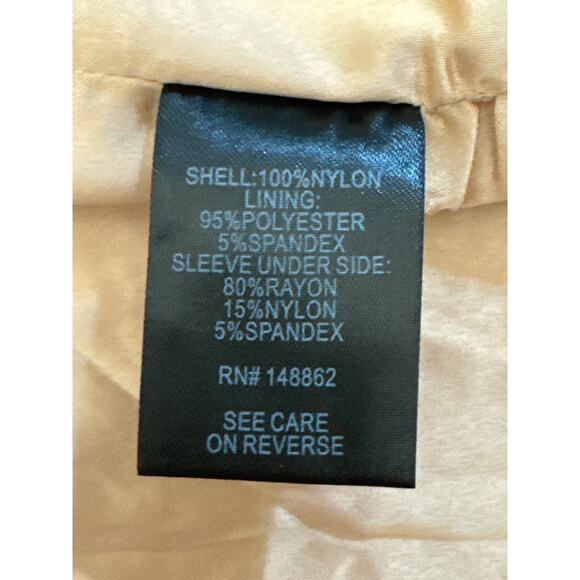 SHELL:100%NYLON
LINING:
95%POLYESTER
5%SPANDEX
SLEEVE UNDER SIDE:
80%RAYON
15%NYLON
5%SPANDEX
RN# 148862
SEE CARE
ON REVERSE